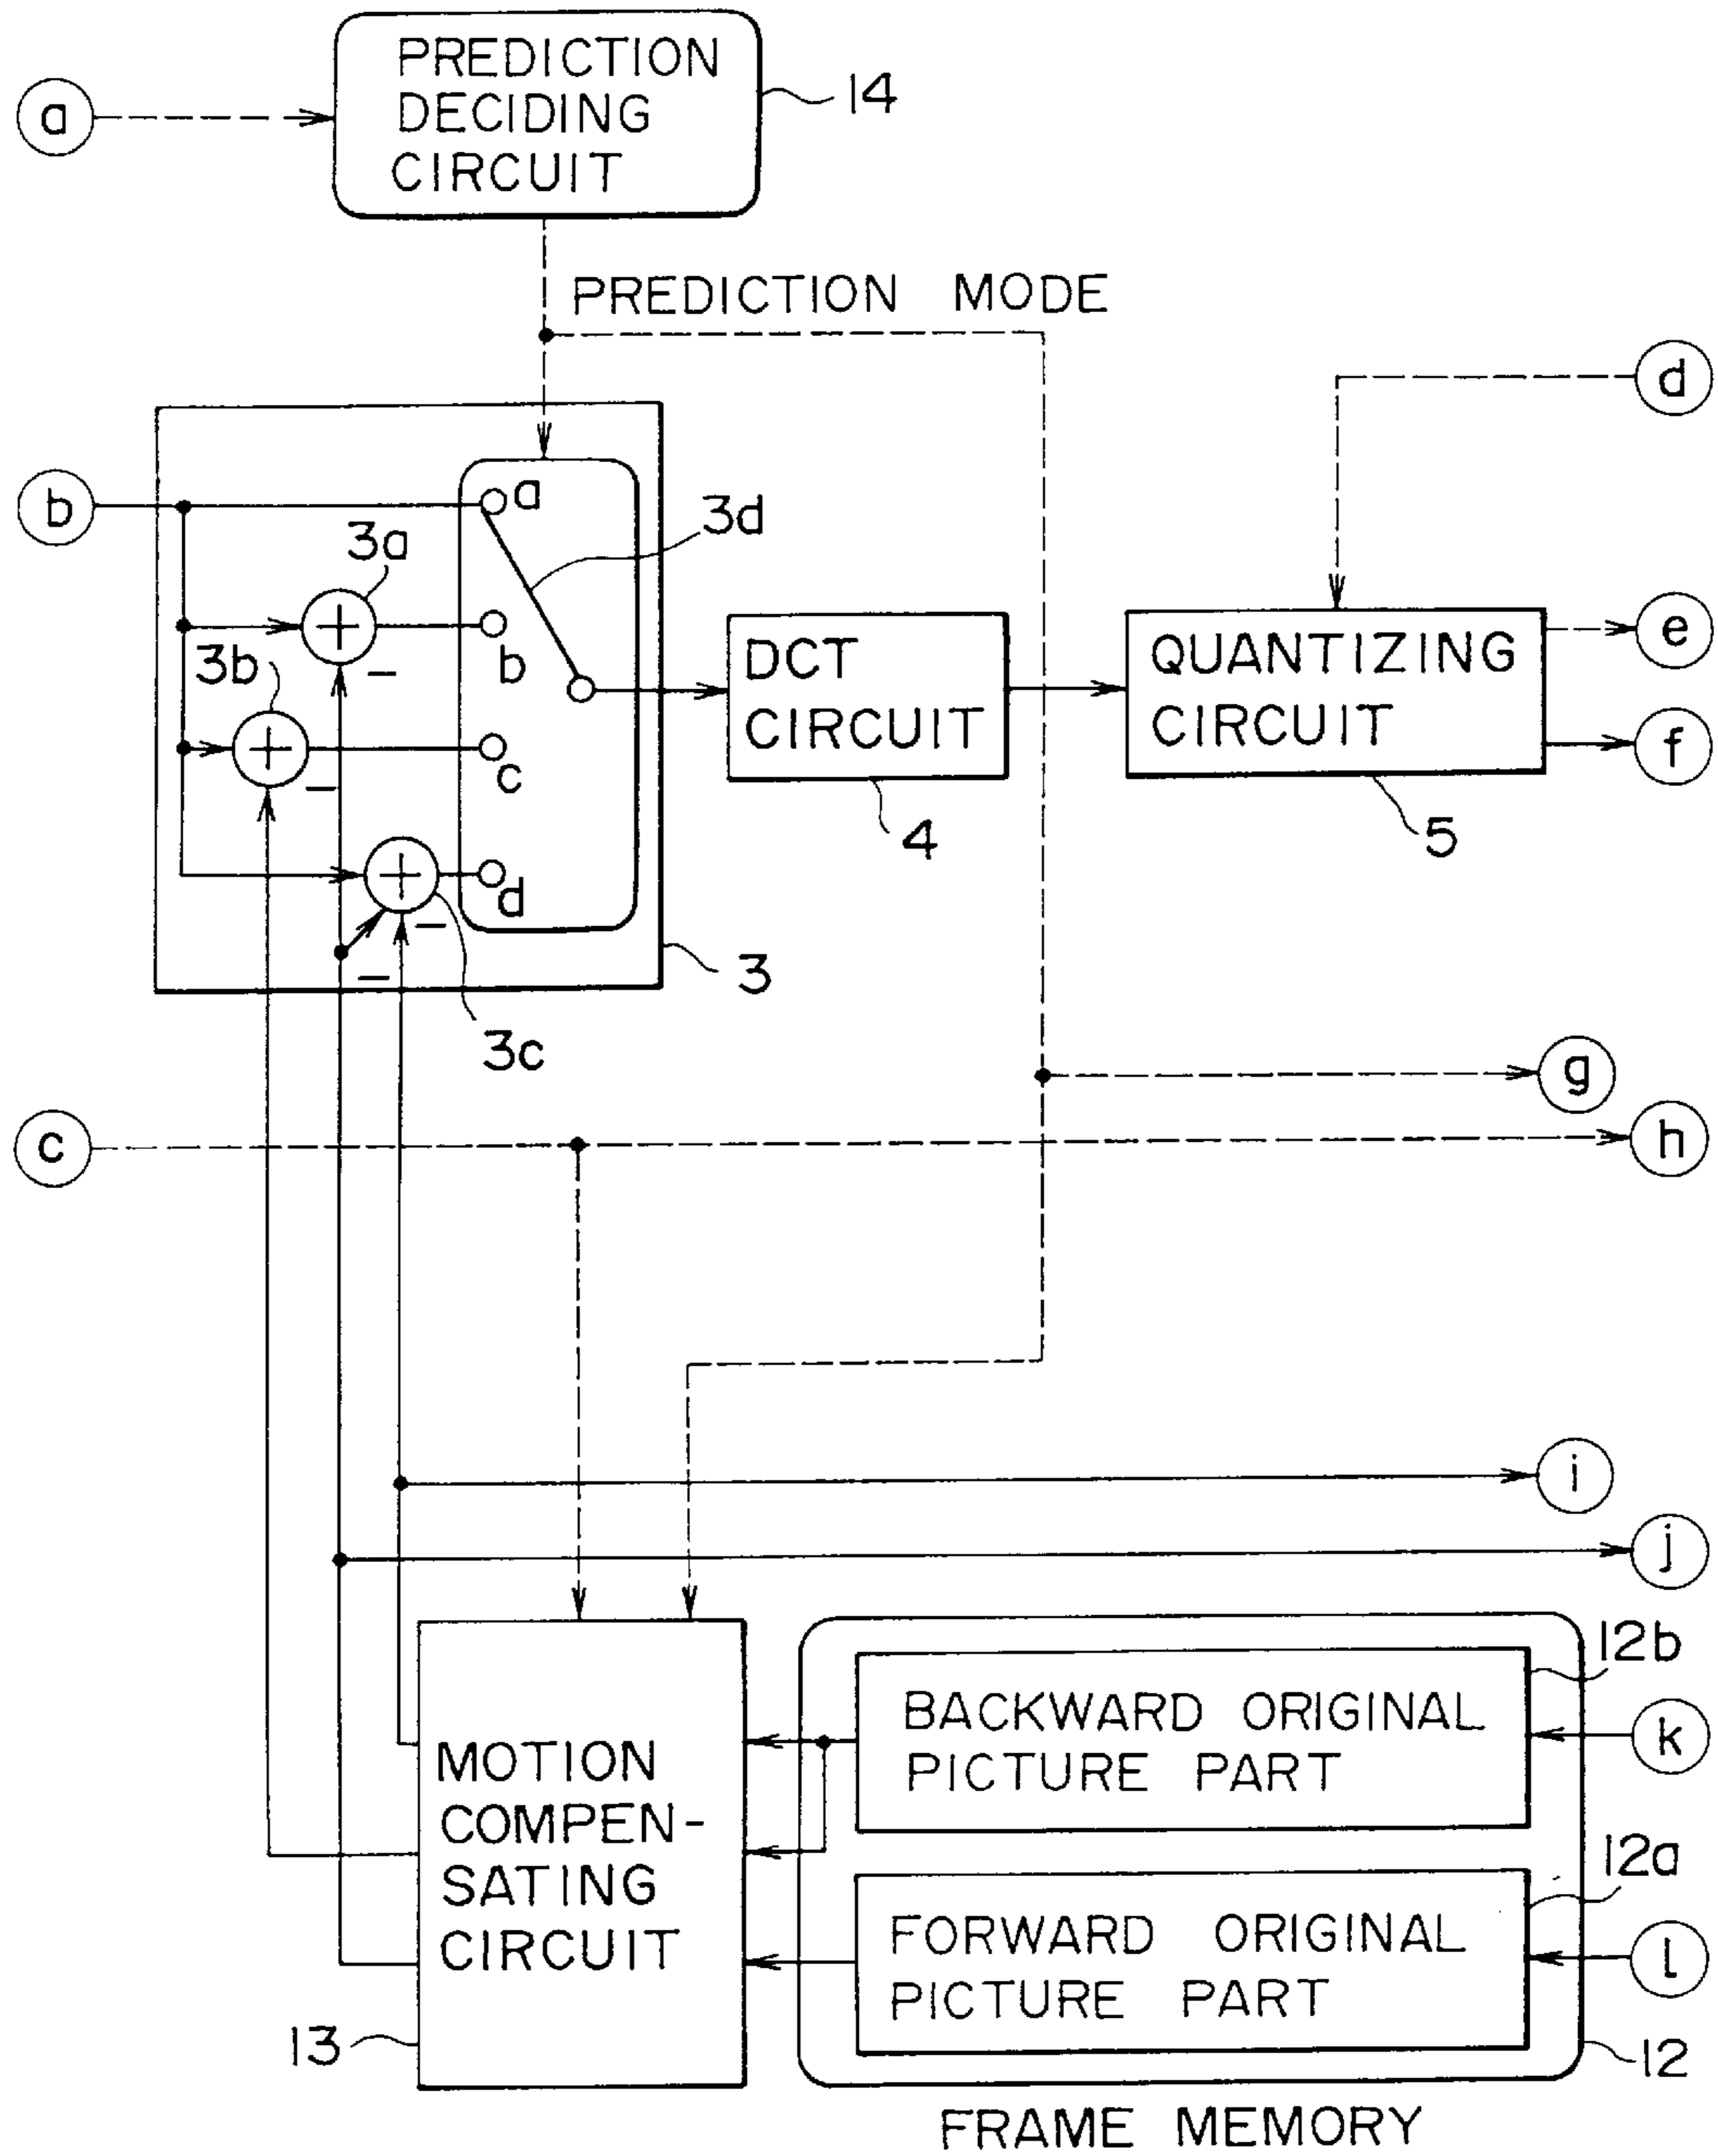 a
PREDICTION
DECIDING
CIRCUIT
14
PREDICTION MODE
d
b
a
3d
3a
b
3b
c
d
DCT
CIRCUIT
4
QUANTIZING
CIRCUIT
5
e
f
3
3c
g
c
h
i
j
MOTION
COMPEN-
SATING
CIRCUIT
13
BACKWARD ORIGINAL
PICTURE PART
12b
k
FORWARD ORIGINAL
PICTURE PART
12a
l
12
FRAME MEMORY